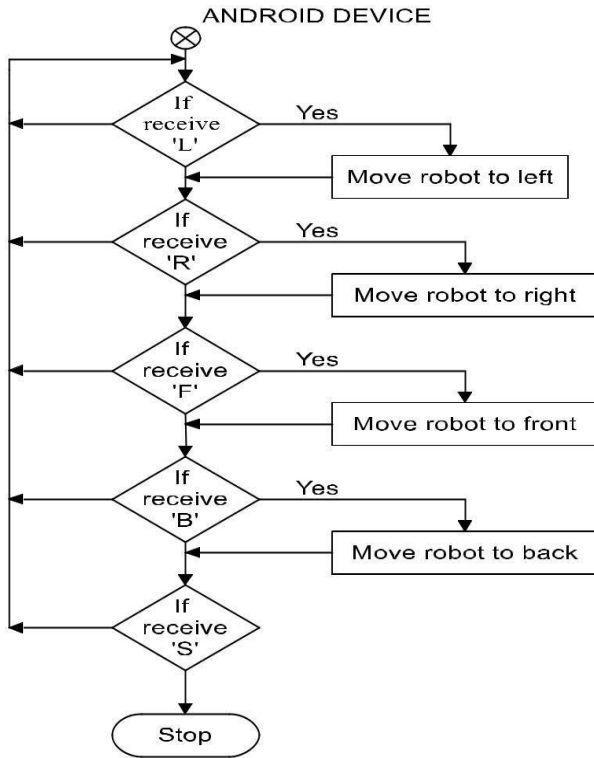 ANDROID DEVICE
If
receive
'L'
Yes
Move robot to left
If
receive
'R'
Yes
Move robot to right
If
receive
'F'
Yes
Move robot to front
If
receive
'B'
Yes
Move robot to back
If
receive
'S'
Stop